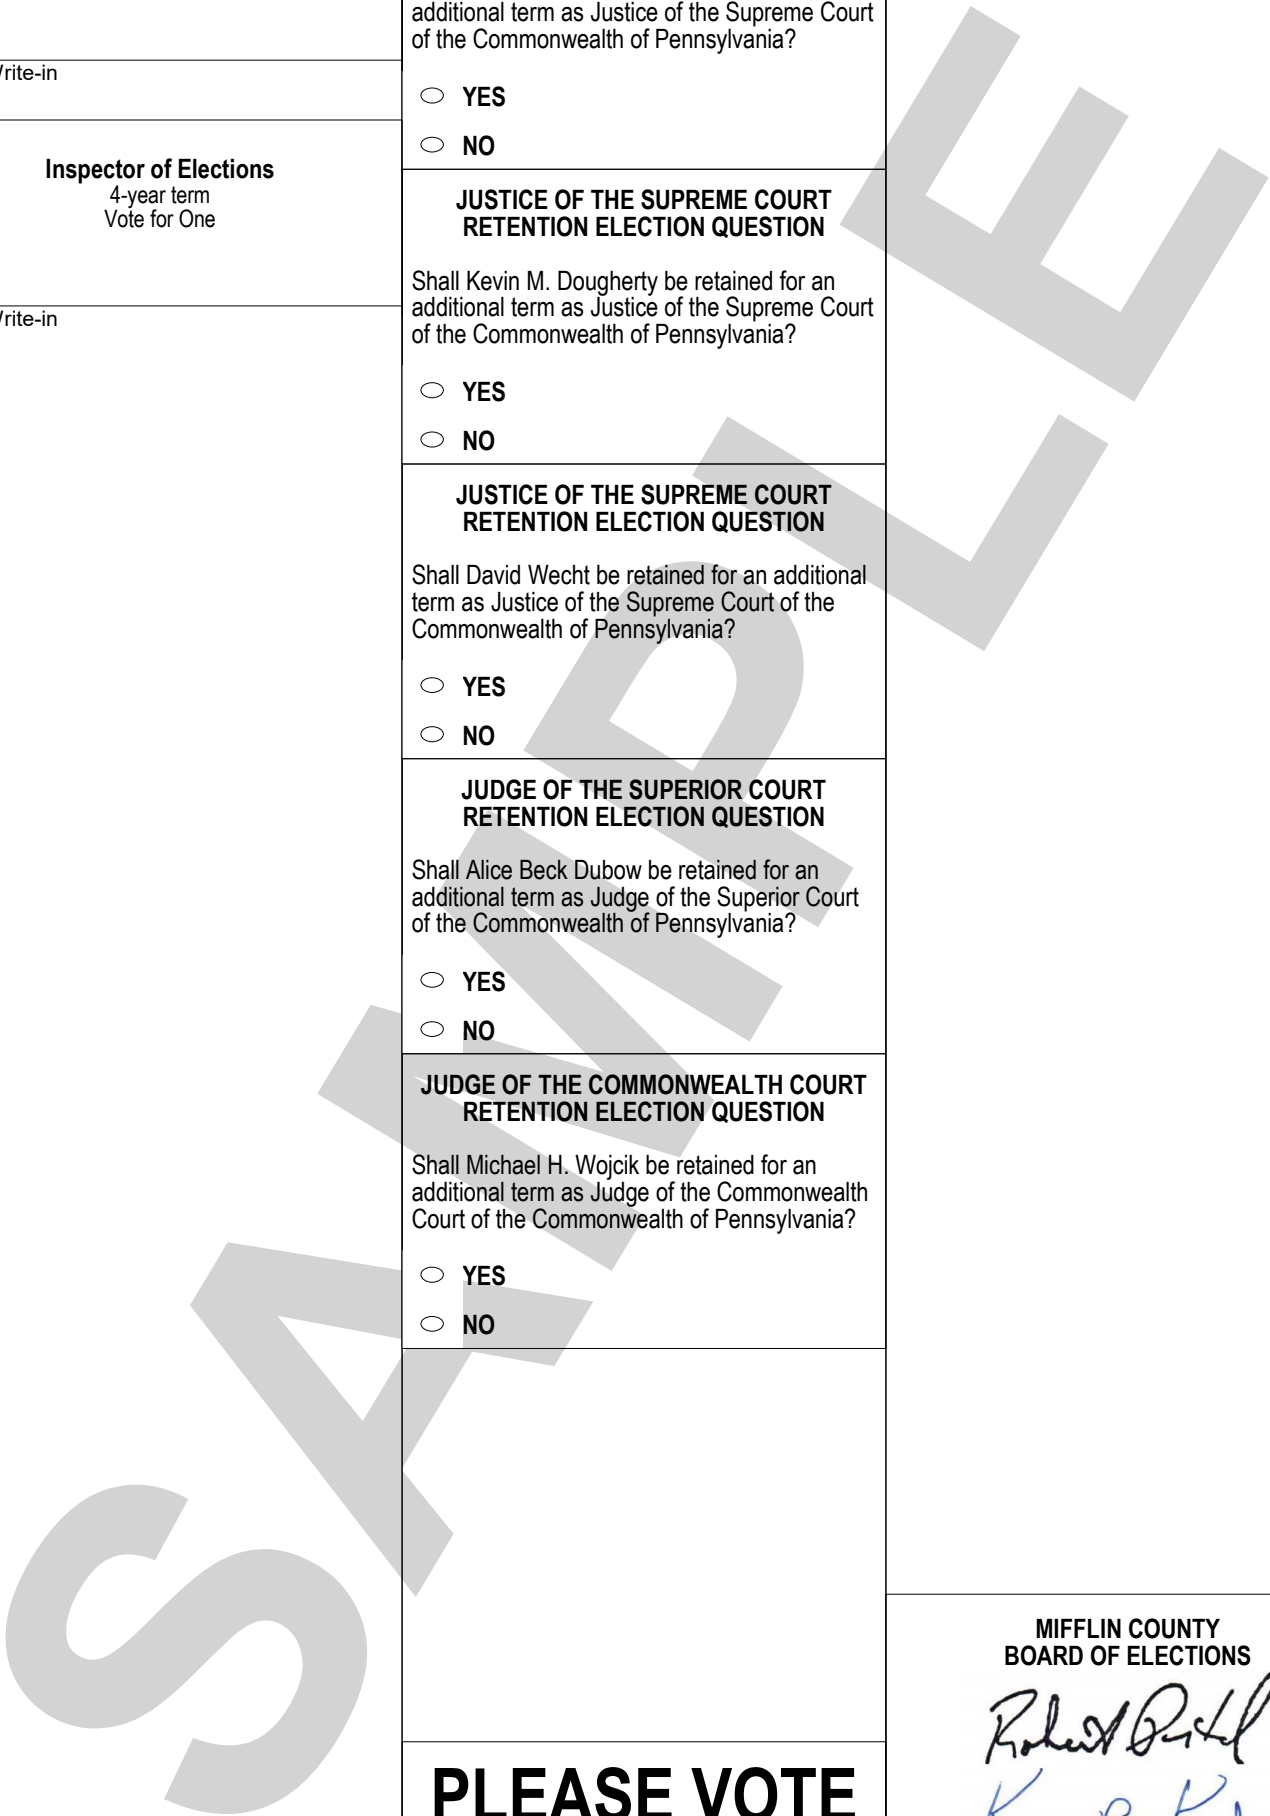 Write-in
Inspector of Elections
4-year term
Vote for One
Write-in
additional term as Justice of the Supreme Court
of the Commonwealth of Pennsylvania?
YES
NO
JUSTICE OF THE SUPREME COURT
RETENTION ELECTION QUESTION
Shall Kevin M. Dougherty be retained for an
additional term as Justice of the Supreme Court
of the Commonwealth of Pennsylvania?
YES
NO
JUSTICE OF THE SUPREME COURT
RETENTION ELECTION QUESTION
Shall David Wecht be retained for an additional
term as Justice of the Supreme Court of the
Commonwealth of Pennsylvania?
YES
NO
JUDGE OF THE SUPERIOR COURT
RETENTION ELECTION QUESTION
Shall Alice Beck Dubow be retained for an
additional term as Judge of the Superior Court
of the Commonwealth of Pennsylvania?
YES
NO
JUDGE OF THE COMMONWEALTH COURT
RETENTION ELECTION QUESTION
Shall Michael H. Wojcik be retained for an
additional term as Judge of the Commonwealth
Court of the Commonwealth of Pennsylvania?
YES
NO
PLEASE VOTE
MIFFLIN COUNTY
BOARD OF ELECTIONS
Robert
SAMPLE